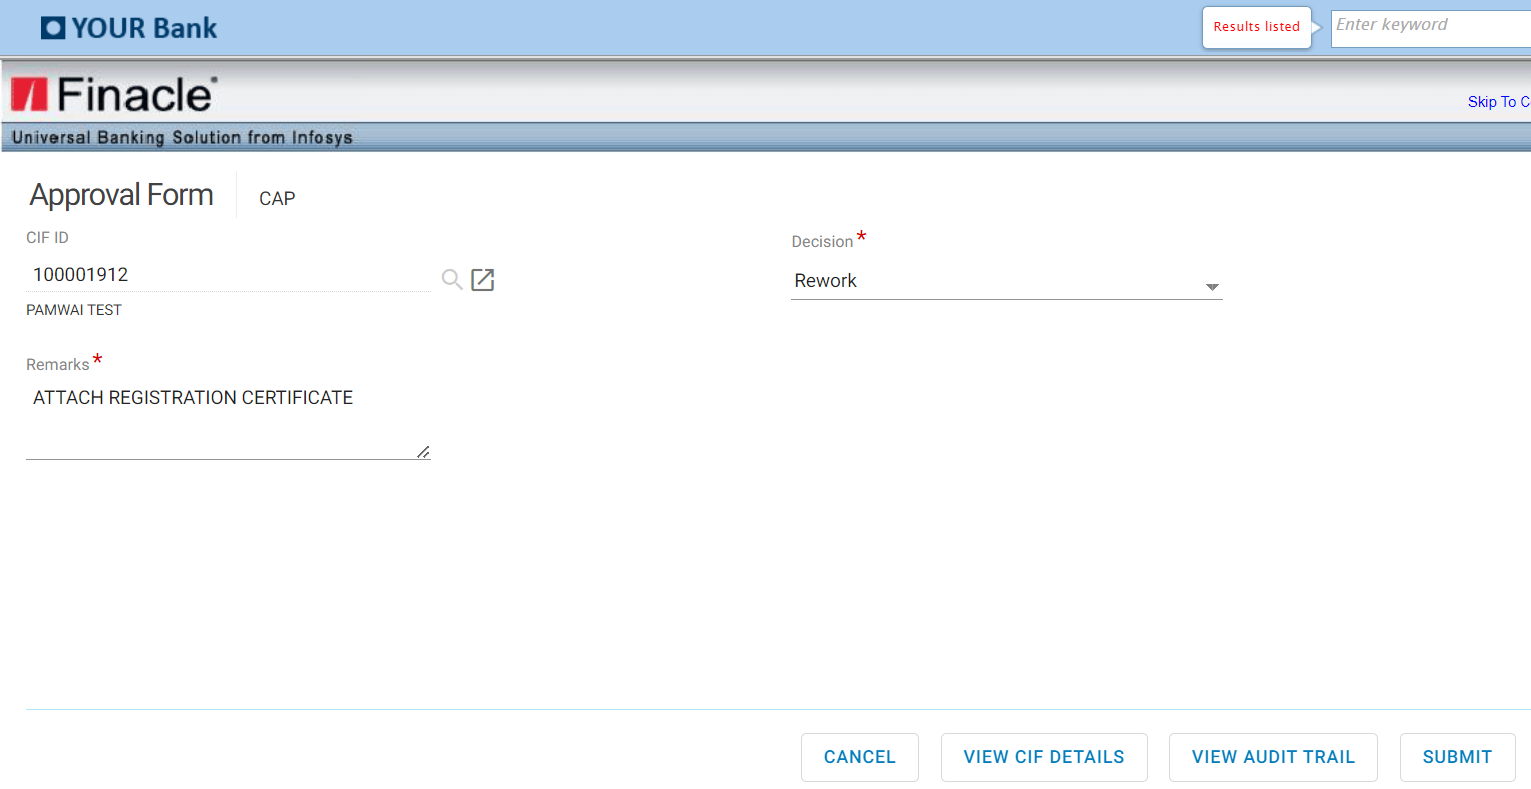 YOUR Bank
Results listed
Enter keyword
Finacle
Skip To C
Universal Banking Solution from Infosys
Approval Form
CAP
CIF ID
Decision *
100001912
Rework
PAMWAI TEST
Remarks *
ATTACH REGISTRATION CERTIFICATE
CANCEL
VIEW CIF DETAILS
VIEW AUDIT TRAIL
SUBMIT